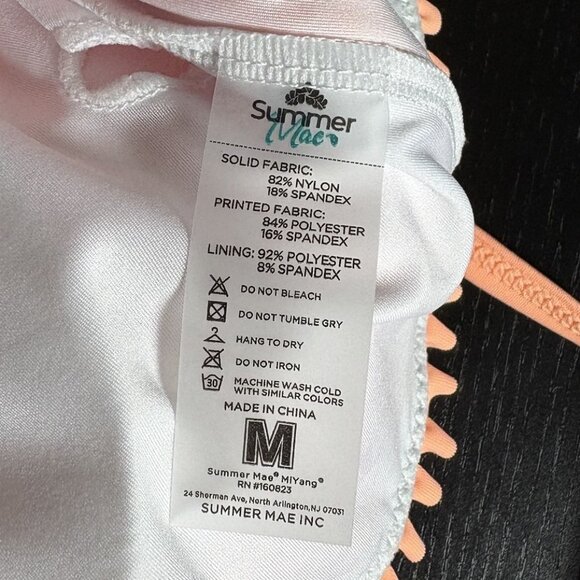 Summer
Mae
SOLID FABRIC:
82% NYLON
18% SPANDEX
PRINTED FABRIC:
84% POLYESTER
16% SPANDEX
LINING: 92% POLYESTER
8% SPANDEX
DO NOT BLEACH
DO NOT TUMBLE GRY
HANG TO DRY
DO NOT IRON
30 MACHINE WASH COLD
WITH SIMILAR COLORS
MADE IN CHINA
M
Summer Mae® MiYang®
RN #160823
24 Sherman Ave, North Arlington,NJ 07031
SUMMER MAE INC